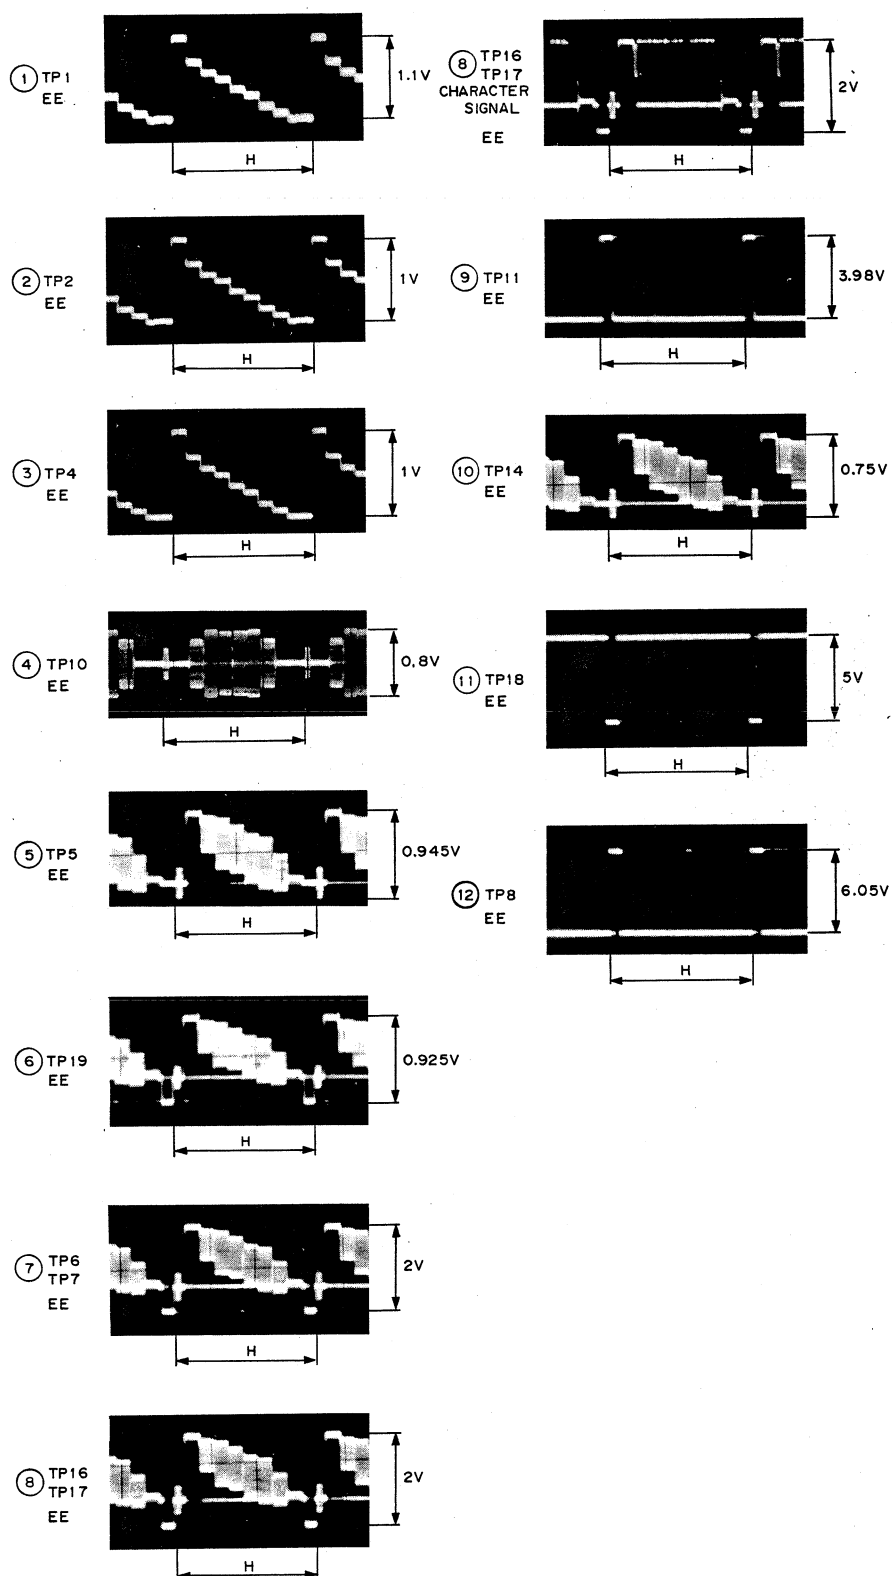 1 TP1
EE
1.1V
H
2 TP2
EE
1V
H
3 TP4
EE
1V
H
4 TP10
EE
0.8V
H
5 TP5
EE
0.945V
H
6 TP19
EE
0.925V
H
7 TP6
TP7
EE
2V
H
8 TP16
TP17
EE
2V
H
8 TP16
TP17
CHARACTER
SIGNAL
EE
2V
H
9 TP11
EE
3.98V
H
10 TP14
EE
0.75V
H
11 TP18
EE
5V
H
12 TP8
EE
6.05V
H